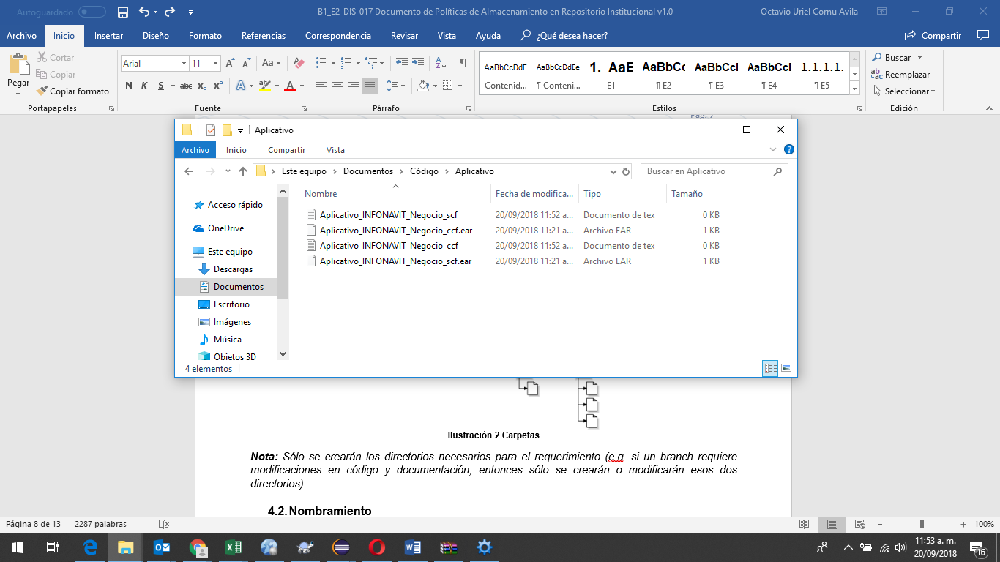 Autoguardado
B1_E2-DIS-017 Documento de Políticas de Almacenamiento en Repositorio Institucional v1.0
Octavio Uriel Cornu Avila
Archivo Inicio Insertar Diseño Formato Referencias Correspondencia Revisar Vista Ayuda ¿Qué desea hacer? Compartir
Pegar
Cortar
Copiar
Copiar formato
Portapapeles
Arial 11 Aa
N K S abc x₂ x² A A
Fuente
Párrafo
AaBbCcDdE AaBbCcDdEe 1. AaE AaBbCc AaBbCcI AaBbCcI 1.1.1.1.
Contenid... ¶ Conteni... E1 ¶ E2 ¶ E3 ¶ E4 ¶ E5
Estilos
Buscar
Reemplazar
Seleccionar
Edición
Aplicativo
Archivo Inicio Compartir Vista
Este equipo Documentos Código Aplicativo
Buscar en Aplicativo
Acceso rápido
OneDrive
Este equipo
Descargas
Documentos
Escritorio
Imágenes
Música
Objetos 3D
Nombre Fecha de modifica... Tipo Tamaño
Aplicativo_INFONAVIT_Negocio_scf 20/09/2018 11:52 a... Documento de tex 0 KB
Aplicativo_INFONAVIT_Negocio_ccf.ear 20/09/2018 11:21 a... Archivo EAR 1 KB
Aplicativo_INFONAVIT_Negocio_ccf 20/09/2018 11:52 a... Documento de tex 0 KB
Aplicativo_INFONAVIT_Negocio_scf.ear 20/09/2018 11:21 a... Archivo EAR 1 KB
4 elementos
Ilustración 2 Carpetas
Nota: Sólo se crearán los directorios necesarios para el requerimiento (e.g. si un branch requiere
modificaciones en código y documentación, entonces sólo se crearán o modificarán esos dos
directorios).
4.2. Nombramiento
Página 8 de 13 2287 palabras
100%
11:53 a. m.
20/09/2018
16